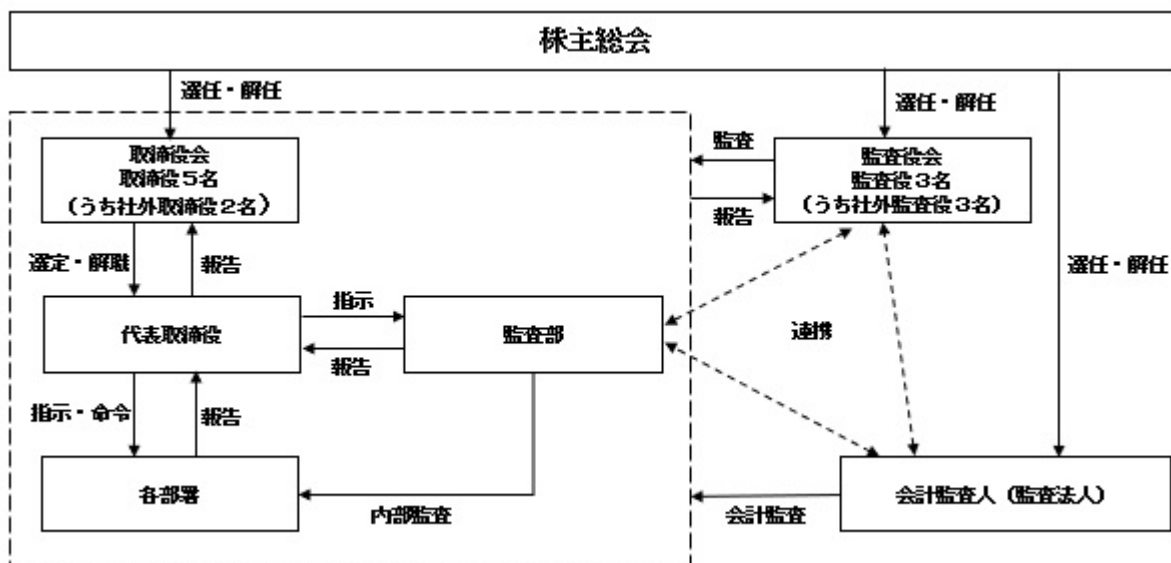 株主総会
選任・解任
選任・解任
取締役会
取締役5名
(うち社外取締役2名)
監査
報告
監査役会
監査役3名
(うち社外監査役3名)
選任・解任
選定・解職
報告
代表取締役
指示
報告
監査部
連携
指示・命令
報告
各部署
内部監査
会計監査
会計監査人(監査法人)